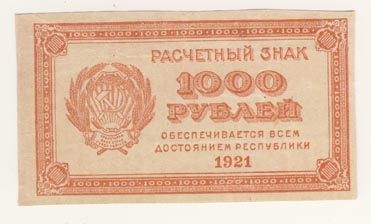 РАСЧЕТНЫЙ ЗНАК
1000
РУБЛЕЙ
ОБЕСПЕЧИВАЕТСЯ ВСЕМ
ДОСТОЯНИЕМ РЕСПУБЛИКИ
1921